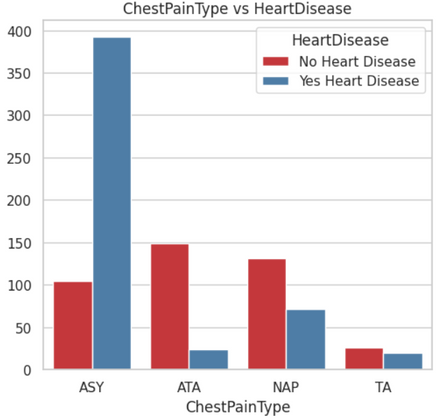 ChestPainType vs HeartDisease
HeartDisease
No Heart Disease
Yes Heart Disease
400
350
300
250
200
150
100
50
0
ASY ATA NAP TA
ChestPainType